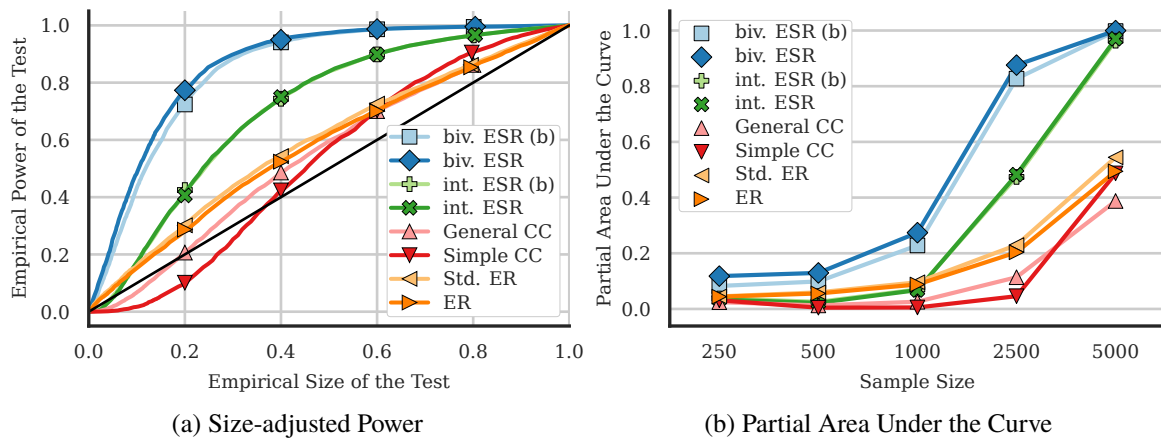 Empirical Power of the Test
1.0
0.8
0.6
0.4
0.2
0.0
biv. ESR (b)
biv. ESR
int. ESR (b)
int. ESR
General CC
Simple CC
Std. ER
ER
0.0 0.2 0.4 0.6 0.8 1.0
Empirical Size of the Test
(a) Size-adjusted Power
Partial Area Under the Curve
1.0
0.8
0.6
0.4
0.2
0.0
biv. ESR (b)
biv. ESR
int. ESR (b)
int. ESR
General CC
Simple CC
Std. ER
ER
250 500 1000 2500 5000
Sample Size
(b) Partial Area Under the Curve